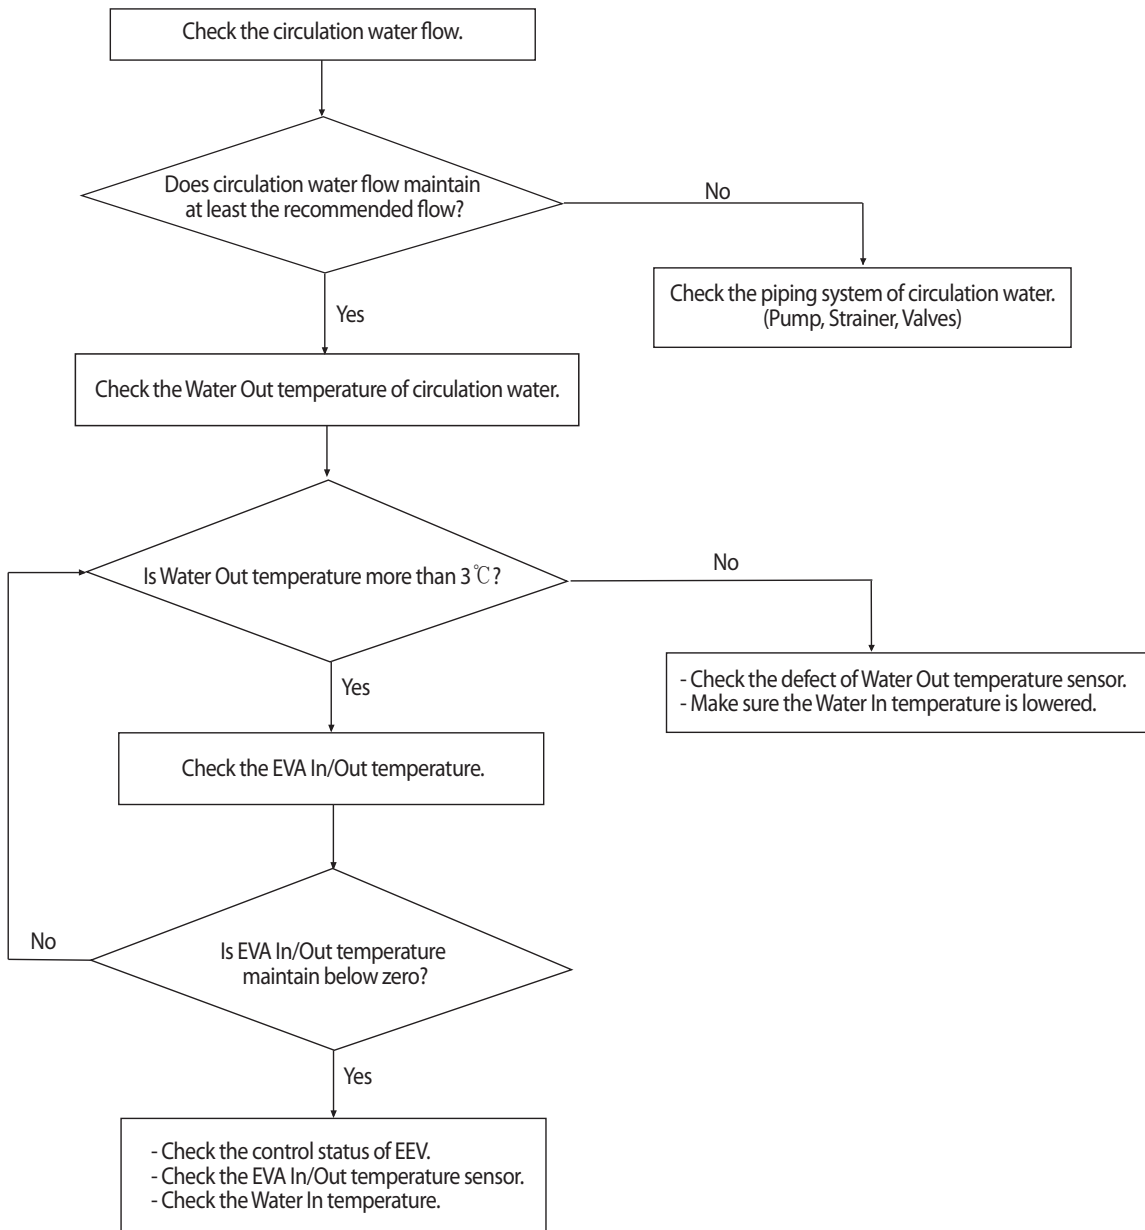 Check the circulation water flow.
Does circulation water flow maintain
at least the recommended flow?
No
Check the piping system of circulation water.
(Pump, Strainer, Valves)
Yes
Check the Water Out temperature of circulation water.
Is Water Out temperature more than 3℃?
No
- Check the defect of Water Out temperature sensor.
- Make sure the Water In temperature is lowered.
Yes
Check the EVA In/Out temperature.
Is EVA In/Out temperature
maintain below zero?
No
Yes
- Check the control status of EEV.
- Check the EVA In/Out temperature sensor.
- Check the Water In temperature.